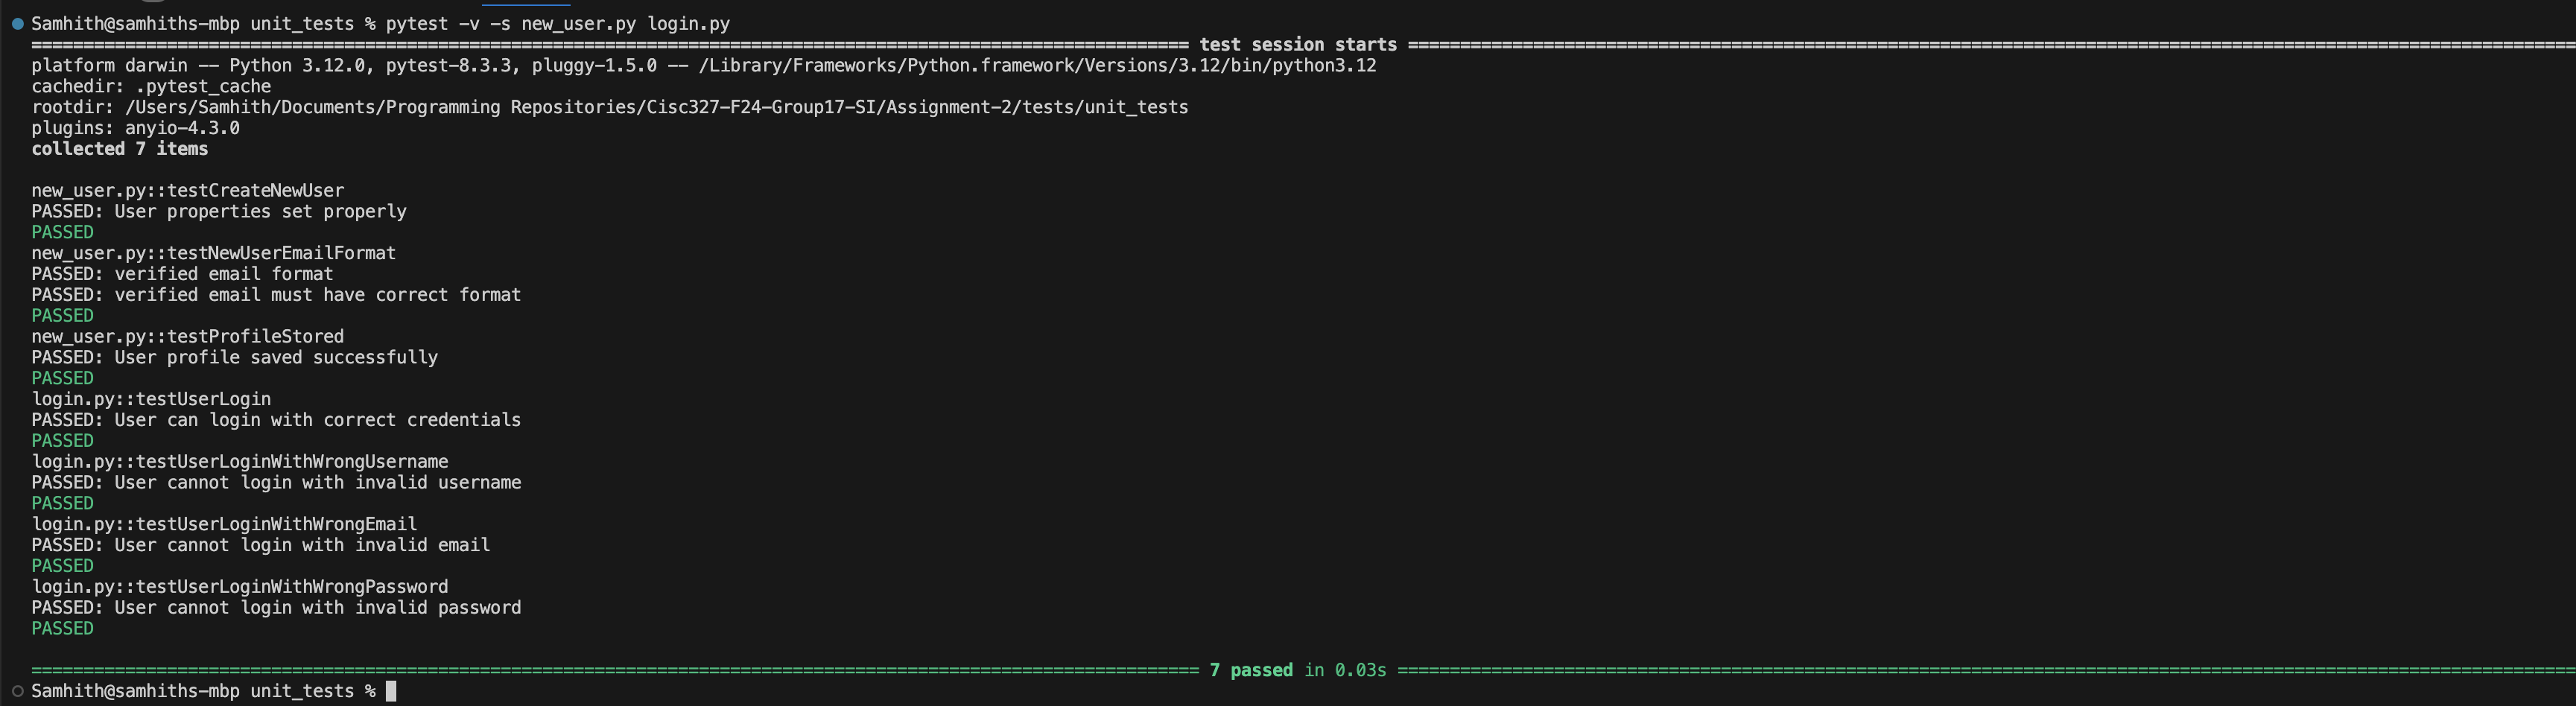 Samhith@samhiths-mbp unit_tests % pytest -v -s new_user.py login.py
test session starts
platform darwin -- Python 3.12.0, pytest-8.3.3, pluggy-1.5.0 -- /Library/Frameworks/Python.framework/Versions/3.12/bin/python3.12
cachedir: .pytest_cache
rootdir: /Users/Samhith/Documents/Programming Repositories/Cisc327-F24-Group17-SI/Assignment-2/tests/unit_tests
plugins: anyio-4.3.0
collected 7 items
new_user.py::testCreateNewUser
PASSED: User properties set properly
PASSED
new_user.py::testNewUserEmailFormat
PASSED: verified email format
PASSED: verified email must have correct format
PASSED
new_user.py::testProfileStored
PASSED: User profile saved successfully
PASSED
login.py::testUserLogin
PASSED: User can login with correct credentials
PASSED
login.py::testUserLoginWithWrongUsername
PASSED: User cannot login with invalid username
PASSED
login.py::testUserLoginWithWrongEmail
PASSED: User cannot login with invalid email
PASSED
login.py::testUserLoginWithWrongPassword
PASSED: User cannot login with invalid password
PASSED
7 passed in 0.03s
Samhith@samhiths-mbp unit_tests %